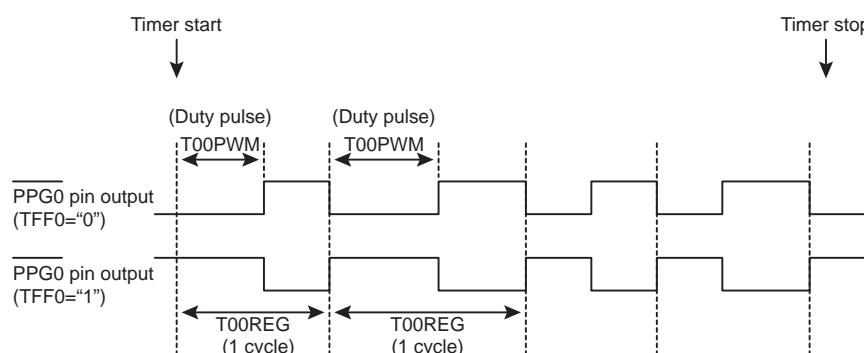 Timer start
Timer stop
(Duty pulse)
(Duty pulse)
T00PWM
T00PWM
PPG0 pin output
(TFF0=“0”)
PPG0 pin output
(TFF0=“1”)
T00REG
T00REG
(1 cycle)
(1 cycle)